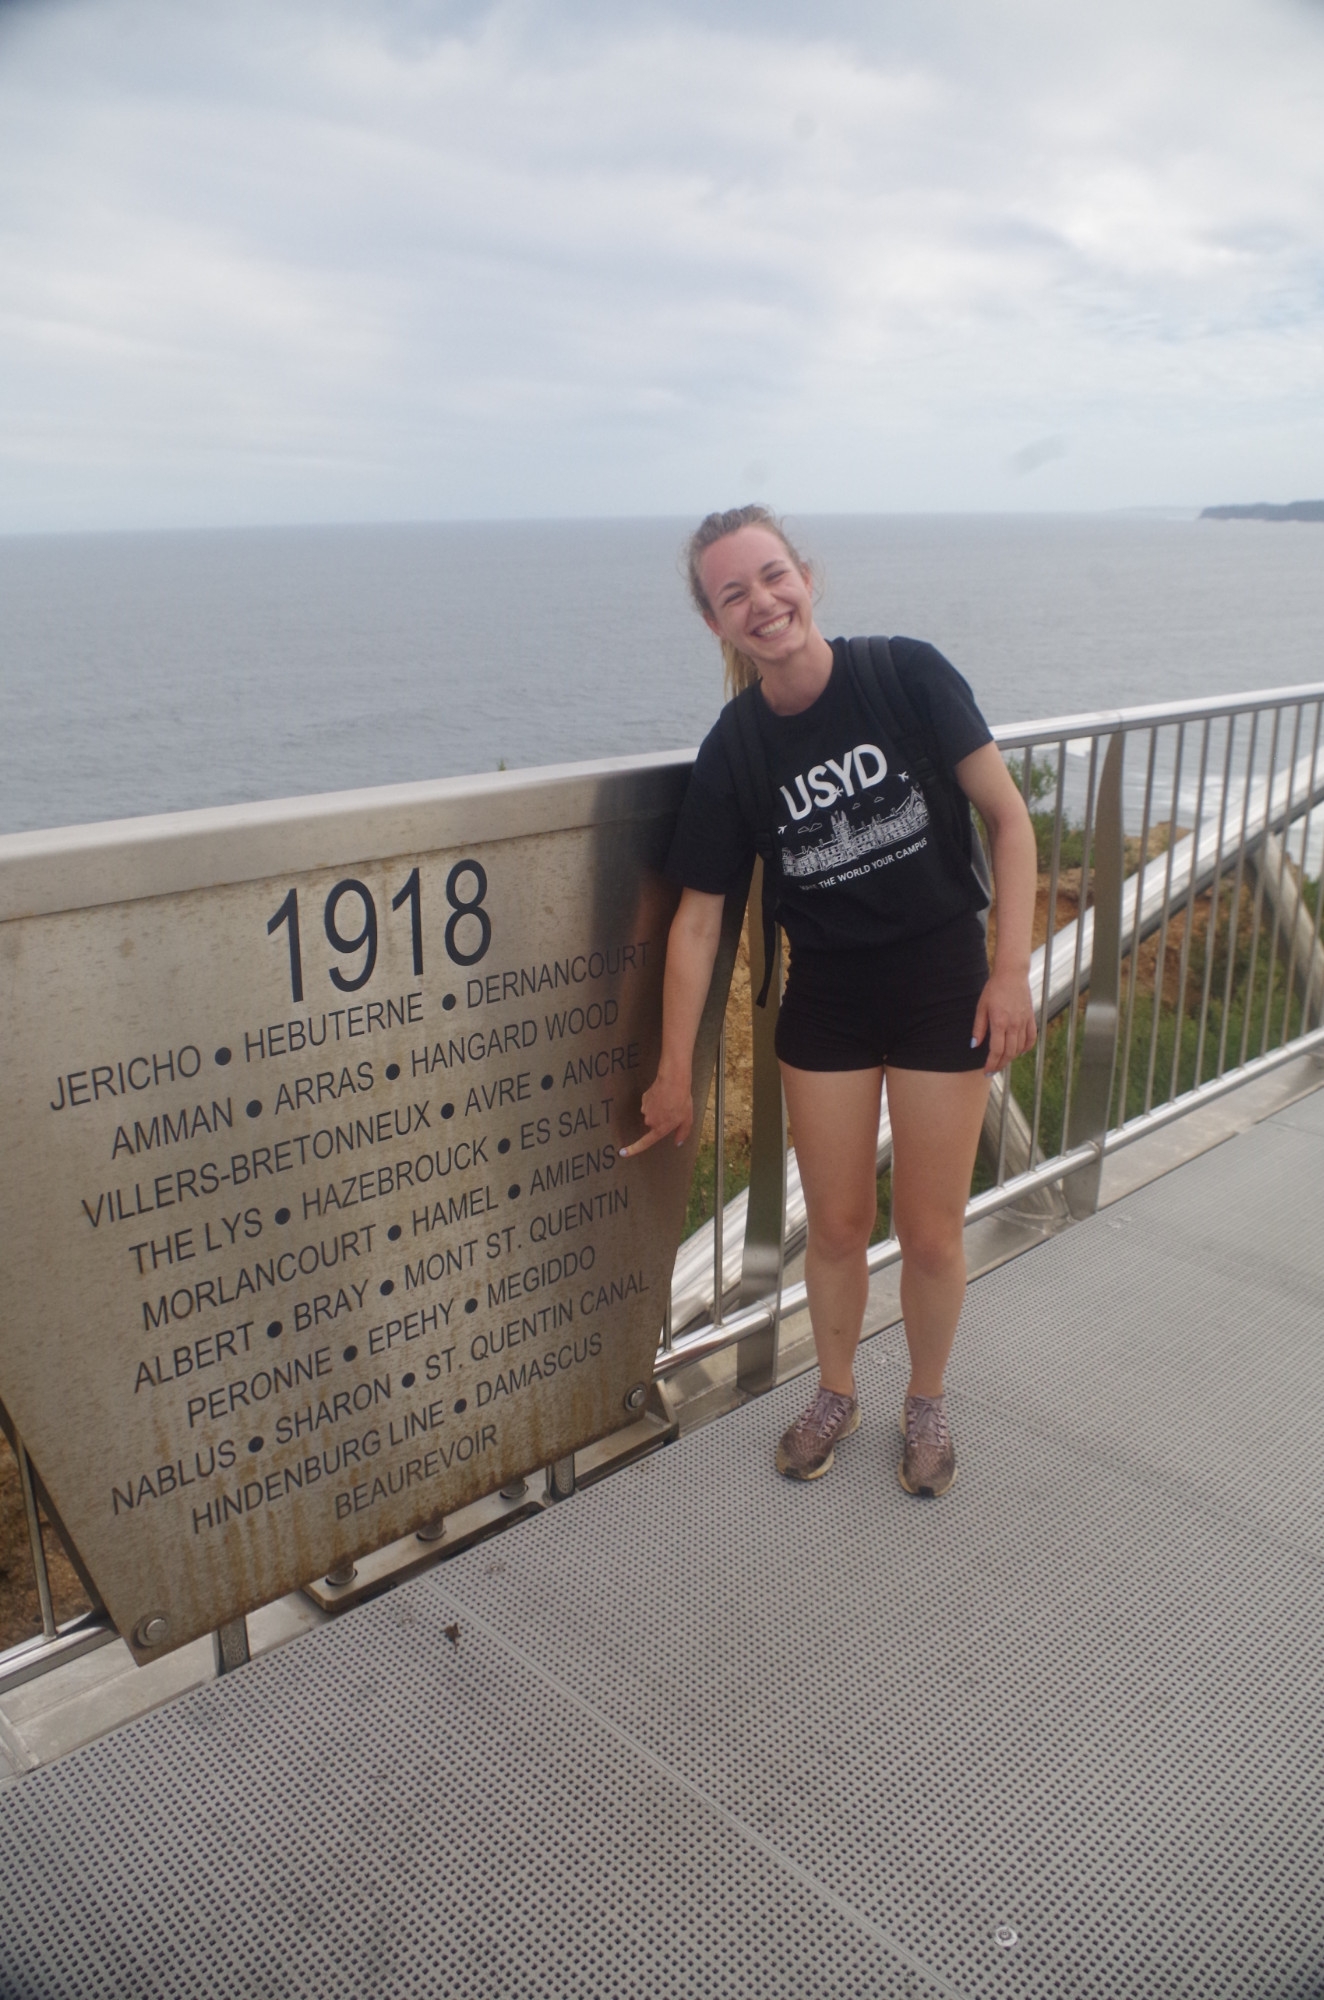 1918
JERICHO ● HEBUTERNE ● DERNANCOURT
AMMAN ● ARRAS ● HANGARD WOOD
VILLERS-BRETONNEUX ● AVRE ● ANCRE
THE LYS ● HAZEBROUCK ● ES SALT
MORLANCOURT ● HAMEL ● AMIENS
ALBERT ● BRAY ● MONT ST. QUENTIN
PERONNE ● EPEHY ● MEGIDDO
NABLUS ● SHARON ● ST. QUENTIN CANAL
HINDENBURG LINE ● DAMASCUS
BEAUREVOIR
USYD
THE WORLD YOUR CAMPUS